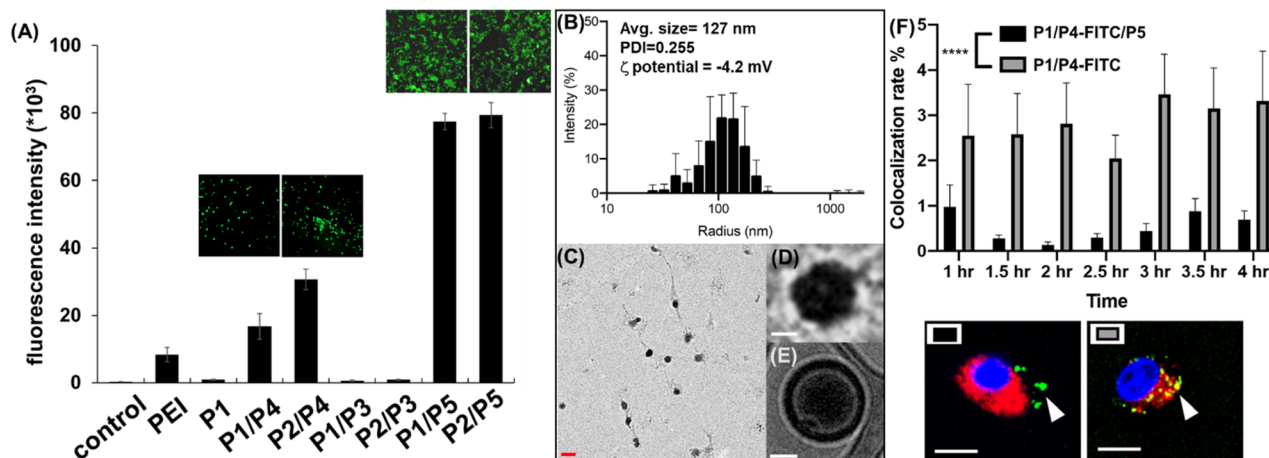 (A)
fluorescence intensity (*10³)
100
80
60
40
20
0
control
PEI
P1
P1/P4
P2/P4
P1/P3
P2/P3
P1/P5
P2/P5
(B)
Avg. size= 127 nm
PDI=0.255
ζ potential = -4.2 mV
Intensity (%)
60
50
40
30
20
10
0
10
100
1000
Radius (nm)
(C)
(D)
(E)
(F)
Colocalization rate %
5
4
3
2
1
0
****
P1/P4-FITC/P5
P1/P4-FITC
1 hr
1.5 hr
2 hr
2.5 hr
3 hr
3.5 hr
4 hr
Time